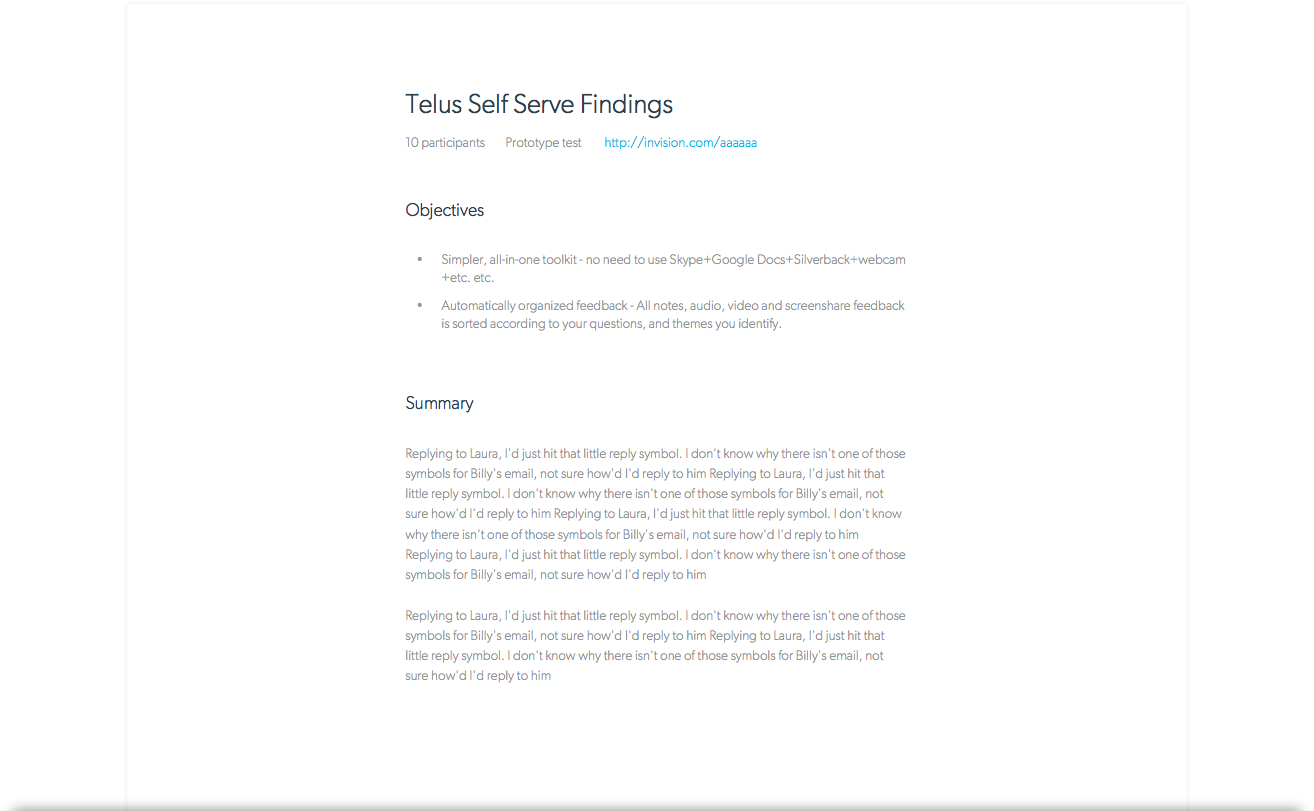 Telus Self Serve Findings
10 participants Prototype test http://invision.com/aaaaaa
Objectives
• Simpler, all-in-one toolkit - no need to use Skype+Google Docs+Silverback+webcam
+etc. etc.
• Automatically organized feedback - All notes, audio, video and screenshare feedback
is sorted according to your questions, and themes you identify.
Summary
Replying to Laura, I'd just hit that little reply symbol. I don't know why there isn't one of those
symbols for Billy's email, not sure how'd I'd reply to him Replying to Laura, I'd just hit that
little reply symbol. I don't know why there isn't one of those symbols for Billy's email, not
sure how'd I'd reply to him Replying to Laura, I'd just hit that little reply symbol. I don't know
why there isn't one of those symbols for Billy's email, not sure how'd I'd reply to him
Replying to Laura, I'd just hit that little reply symbol. I don't know why there isn't one of those
symbols for Billy's email, not sure how'd I'd reply to him
Replying to Laura, I'd just hit that little reply symbol. I don't know why there isn't one of those
symbols for Billy's email, not sure how'd I'd reply to him Replying to Laura, I'd just hit that
little reply symbol. I don't know why there isn't one of those symbols for Billy's email, not
sure how'd I'd reply to him